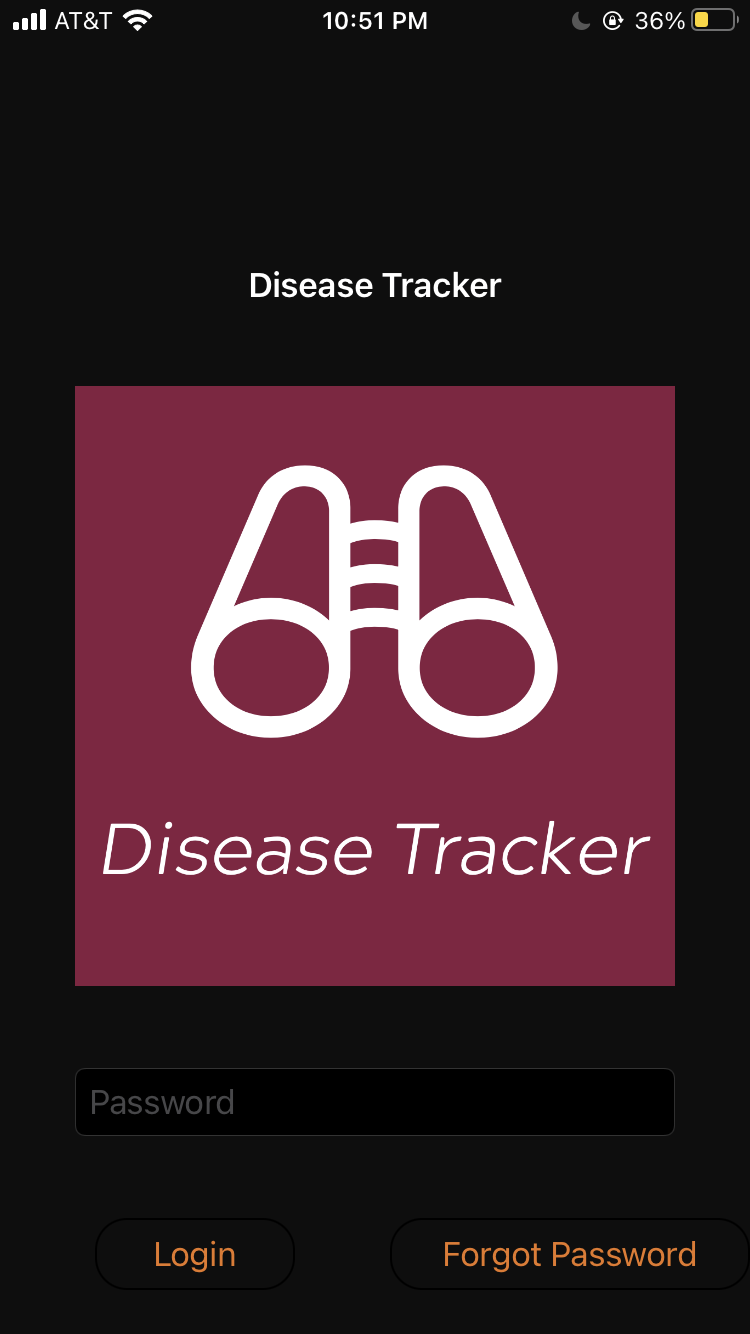 AT&T 10:51 PM 36%
Disease Tracker
Disease Tracker
Password
Login Forgot Password